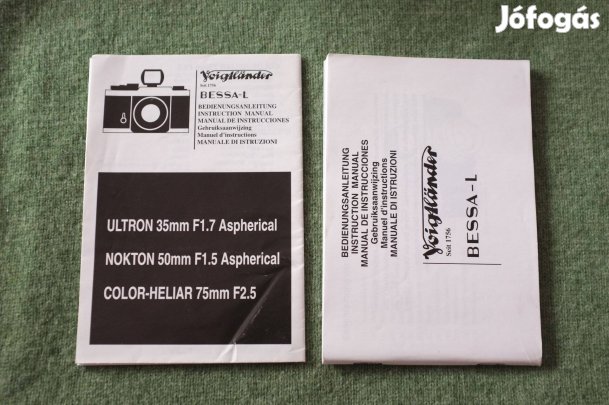 Jófogás
Voigtländer
Seit 1756
BESSA-L
BEDIENUNGSANLEITUNG
INSTRUCTION MANUAL
MANUAL DE INSTRUCCIONES
Gebruiksaanwijzing
Manuel d'instructions
MANUALE DI ISTRUZIONI
ULTRON 35mm F1.7 Aspherical
NOKTON 50mm F1.5 Aspherical
COLOR-HELIAR 75mm F2.5
BEDIENUNGSANLEITUNG
INSTRUCTION MANUAL
MANUAL DE INSTRUCCIONES
Gebruiksaanwijzing
Manuel d'instructions
MANUALE DI ISTRUZIONI
Voigtländer
Seit 1756
BESSA-L